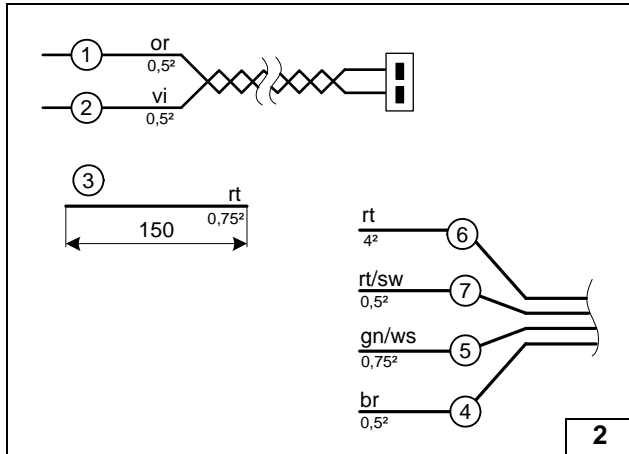 1 or
0,5²
2 vi
0,5²
3
rt
0,75²
150
rt
4²
6
rt/sw
0,5²
7
gn/ws
0,75²
5
br
0,5²
4
2